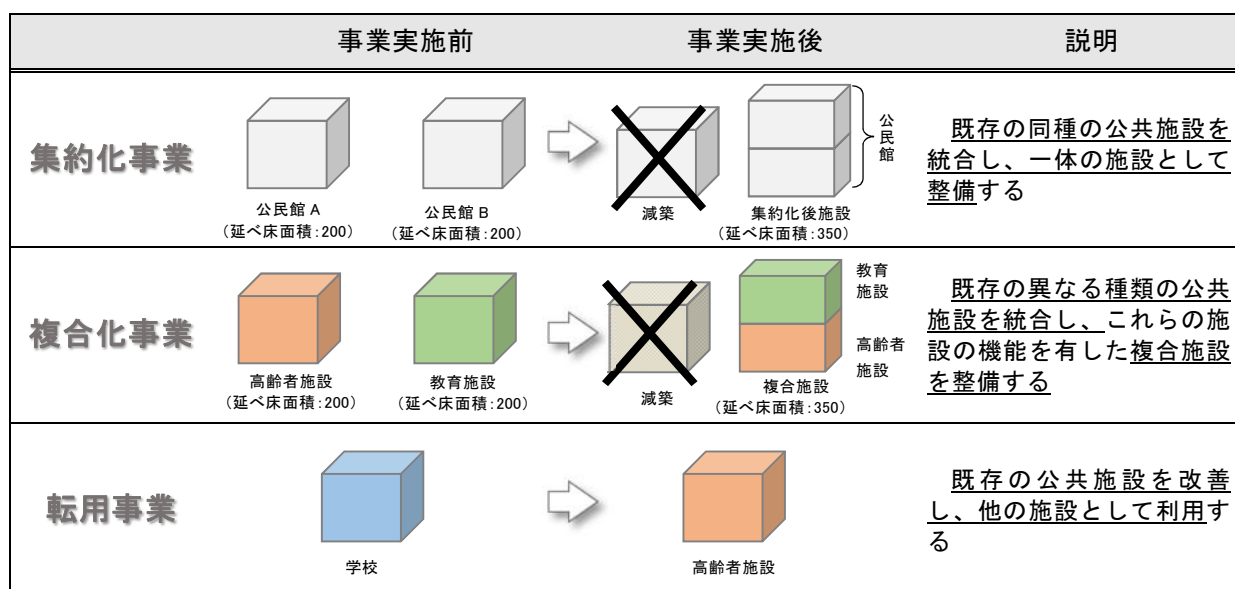 事業実施前
事業実施後
説明
集約化事業
公民館 A
（延べ床面積：200）
公民館 B
（延べ床面積：200）
減築
集約化後施設
（延べ床面積：350）
公民館
既存の同種の公共施設を
統合し、一体の施設として
整備する
複合化事業
高齢者施設
（延べ床面積：200）
教育施設
（延べ床面積：200）
減築
複合施設
（延べ床面積：350）
教育
施設
高齢者
施設
既存の異なる種類の公共
施設を統合し、これらの施
設の機能を有した複合施設
を整備する
転用事業
学校
高齢者施設
既存の公共施設を改善
し、他の施設として利用す
る